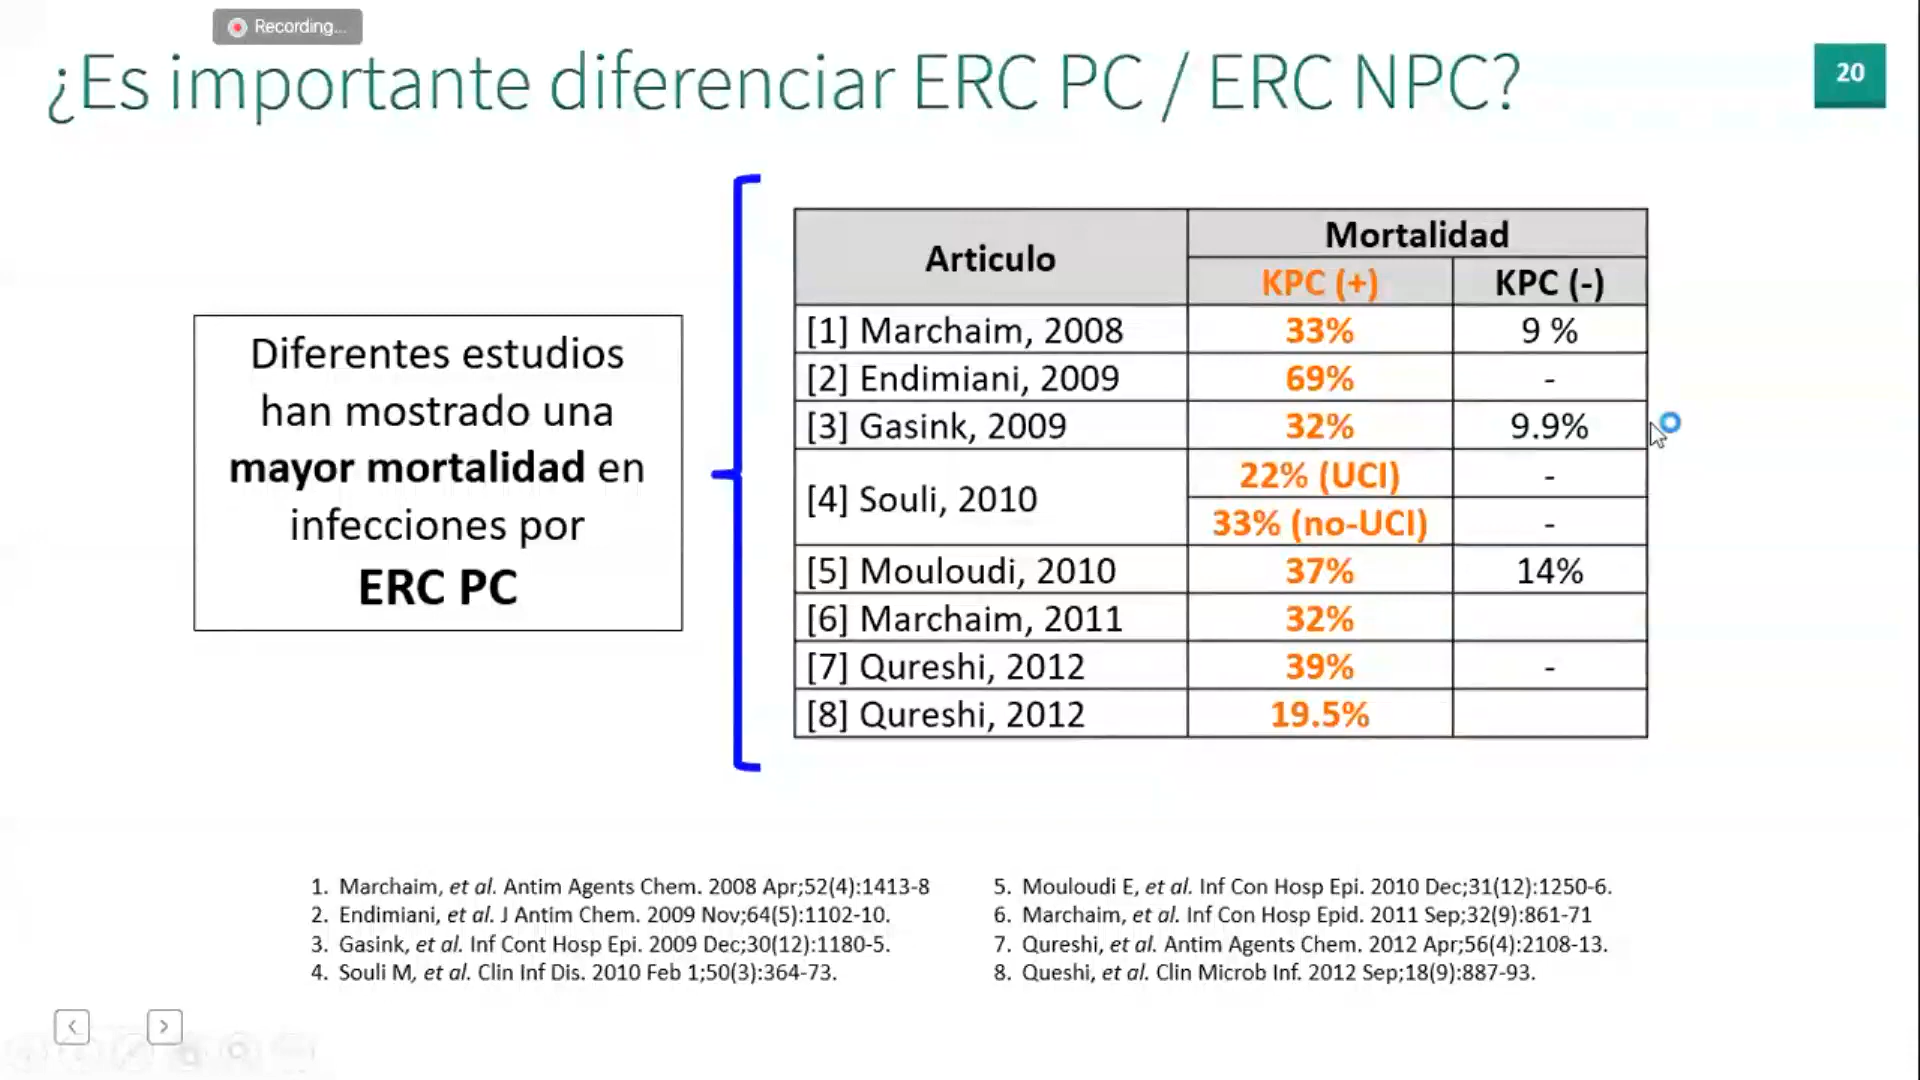 Recording...
¿Es importante diferenciar ERC PC / ERC NPC?
20
Diferentes estudios
han mostrado una
mayor mortalidad en
infecciones por
ERC PC
Articulo
Mortalidad
KPC (+) KPC (-)
[1] Marchaim, 2008 33% 9 %
[2] Endimiani, 2009 69% -
[3] Gasink, 2009 32% 9.9%
[4] Souli, 2010
22% (UCI) -
33% (no-UCI) -
[5] Mouloudi, 2010 37% 14%
[6] Marchaim, 2011 32%
[7] Qureshi, 2012 39% -
[8] Qureshi, 2012 19.5%
1. Marchaim, et al. Antim Agents Chem. 2008 Apr;52(4):1413-8
2. Endimiani, et al. J Antim Chem. 2009 Nov;64(5):1102-10.
3. Gasink, et al. Inf Cont Hosp Epi. 2009 Dec;30(12):1180-5.
4. Souli M, et al. Clin Inf Dis. 2010 Feb 1;50(3):364-73.
5. Mouloudi E, et al. Inf Con Hosp Epi. 2010 Dec;31(12):1250-6.
6. Marchaim, et al. Inf Con Hosp Epid. 2011 Sep;32(9):861-71
7. Qureshi, et al. Antim Agents Chem. 2012 Apr;56(4):2108-13.
8. Queshi, et al. Clin Microb Inf. 2012 Sep;18(9):887-93.